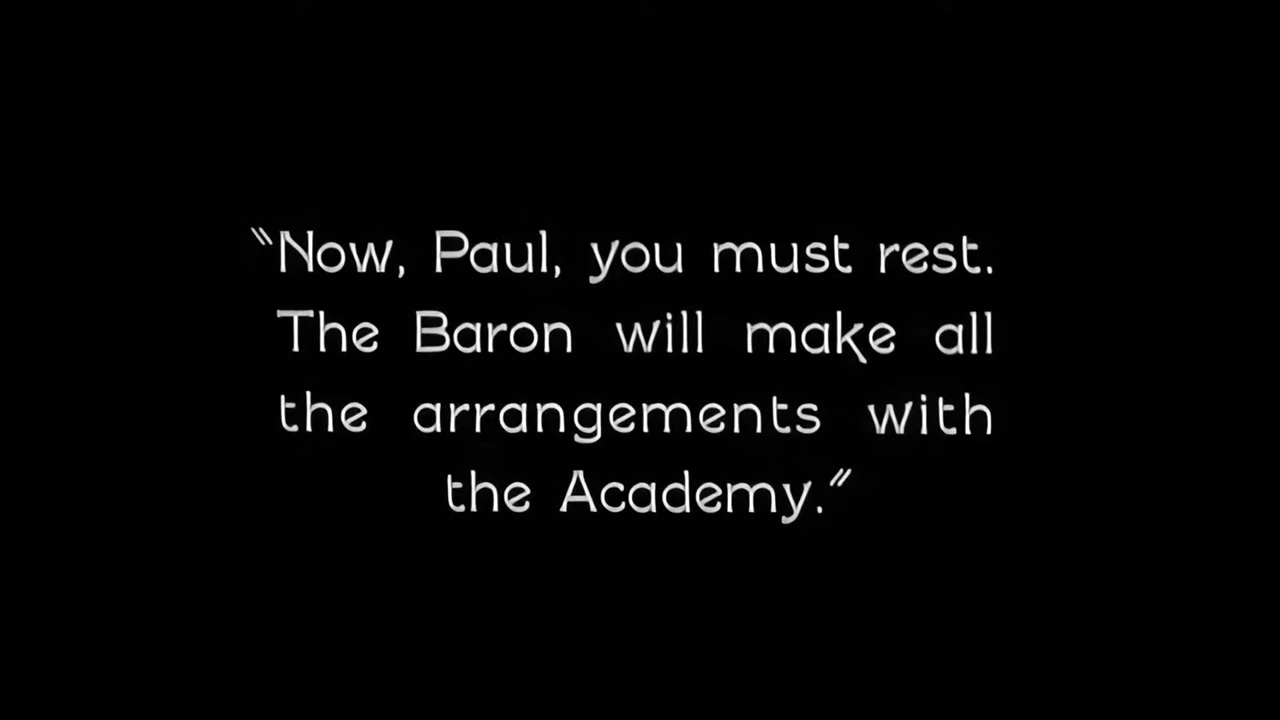 "Now, Paul, you must rest.
The Baron will make all
the arrangements with
the Academy."